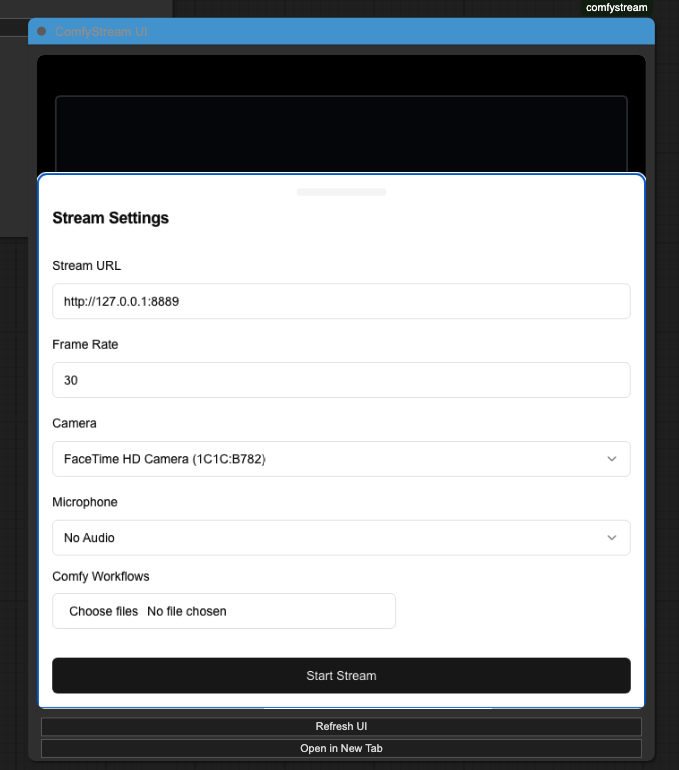 comfystream
ComfyStream UI
Stream Settings
Stream URL
http://127.0.0.1:8889
Frame Rate
30
Camera
FaceTime HD Camera (1C1C:B782)
Microphone
No Audio
Comfy Workflows
Choose files No file chosen
Start Stream
Refresh UI
Open in New Tab